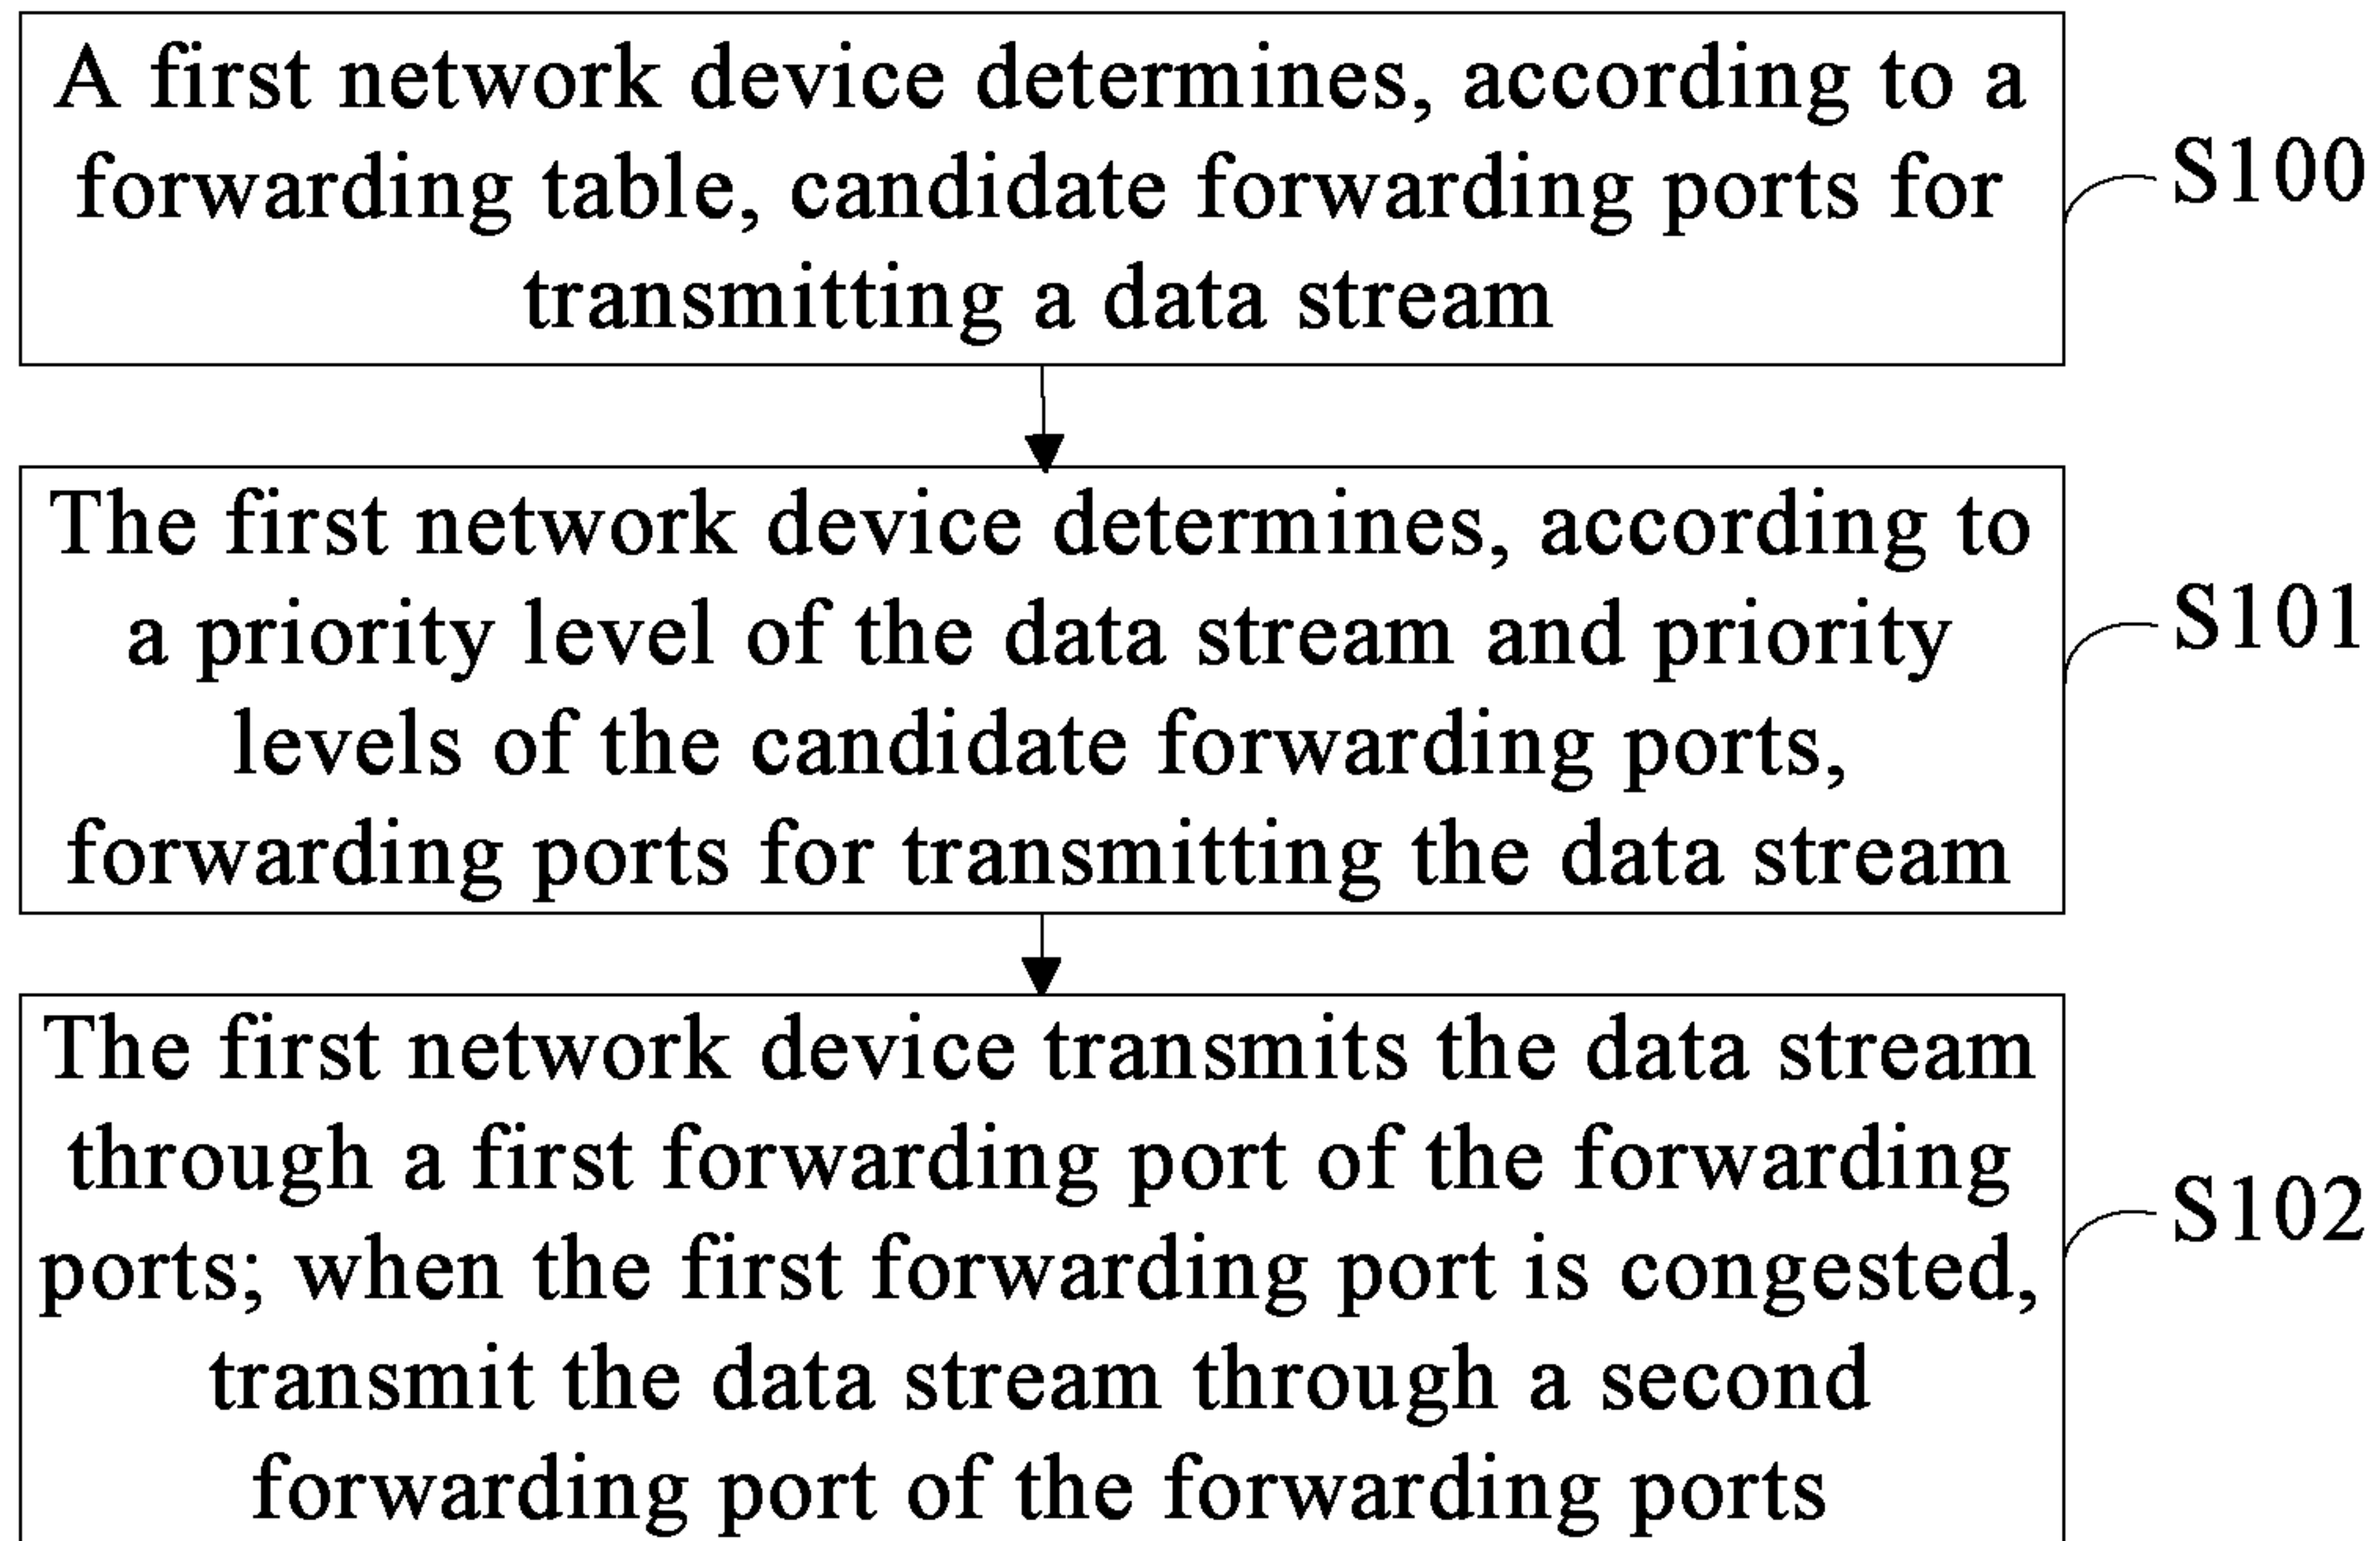 A first network device determines, according to a
forwarding table, candidate forwarding ports for
transmitting a data stream
S100
The first network device determines, according to
a priority level of the data stream and priority
levels of the candidate forwarding ports,
forwarding ports for transmitting the data stream
S101
The first network device transmits the data stream
through a first forwarding port of the forwarding
ports; when the first forwarding port is congested,
transmit the data stream through a second
forwarding port of the forwarding ports
S102